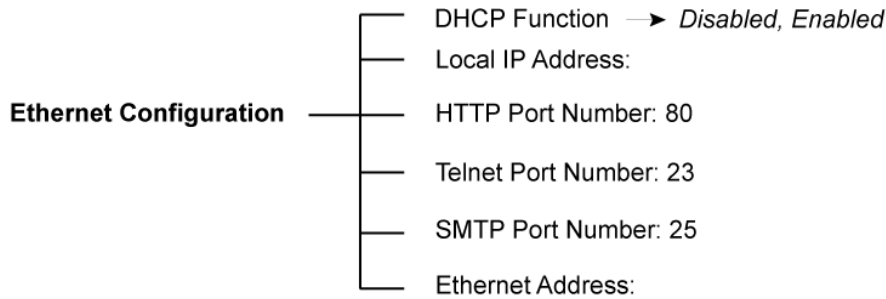 DHCP Function → Disabled, Enabled
Local IP Address:
Ethernet Configuration
HTTP Port Number: 80
Telnet Port Number: 23
SMTP Port Number: 25
Ethernet Address: